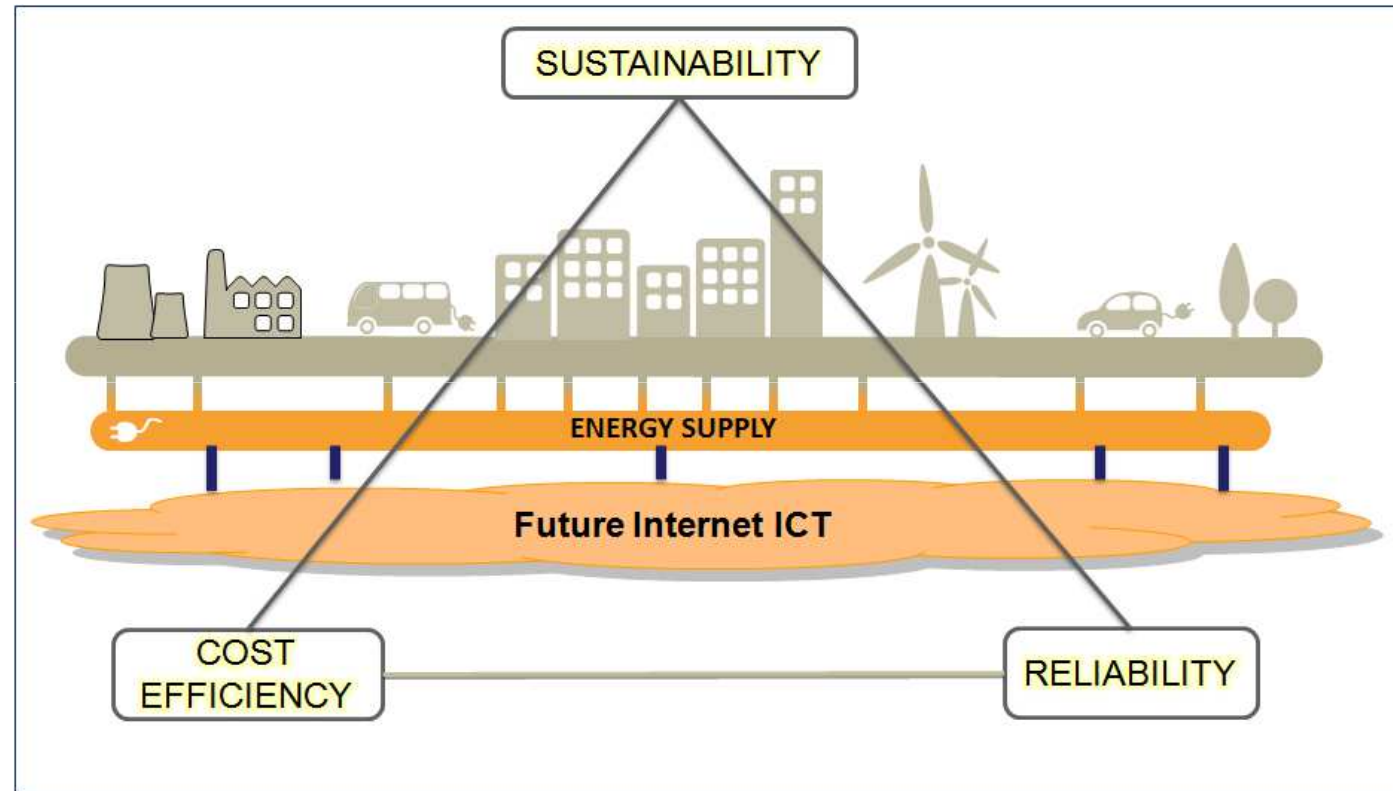 SUSTAINABILITY
ENERGY SUPPLY
Future Internet ICT
COST
EFFICIENCY
RELIABILITY